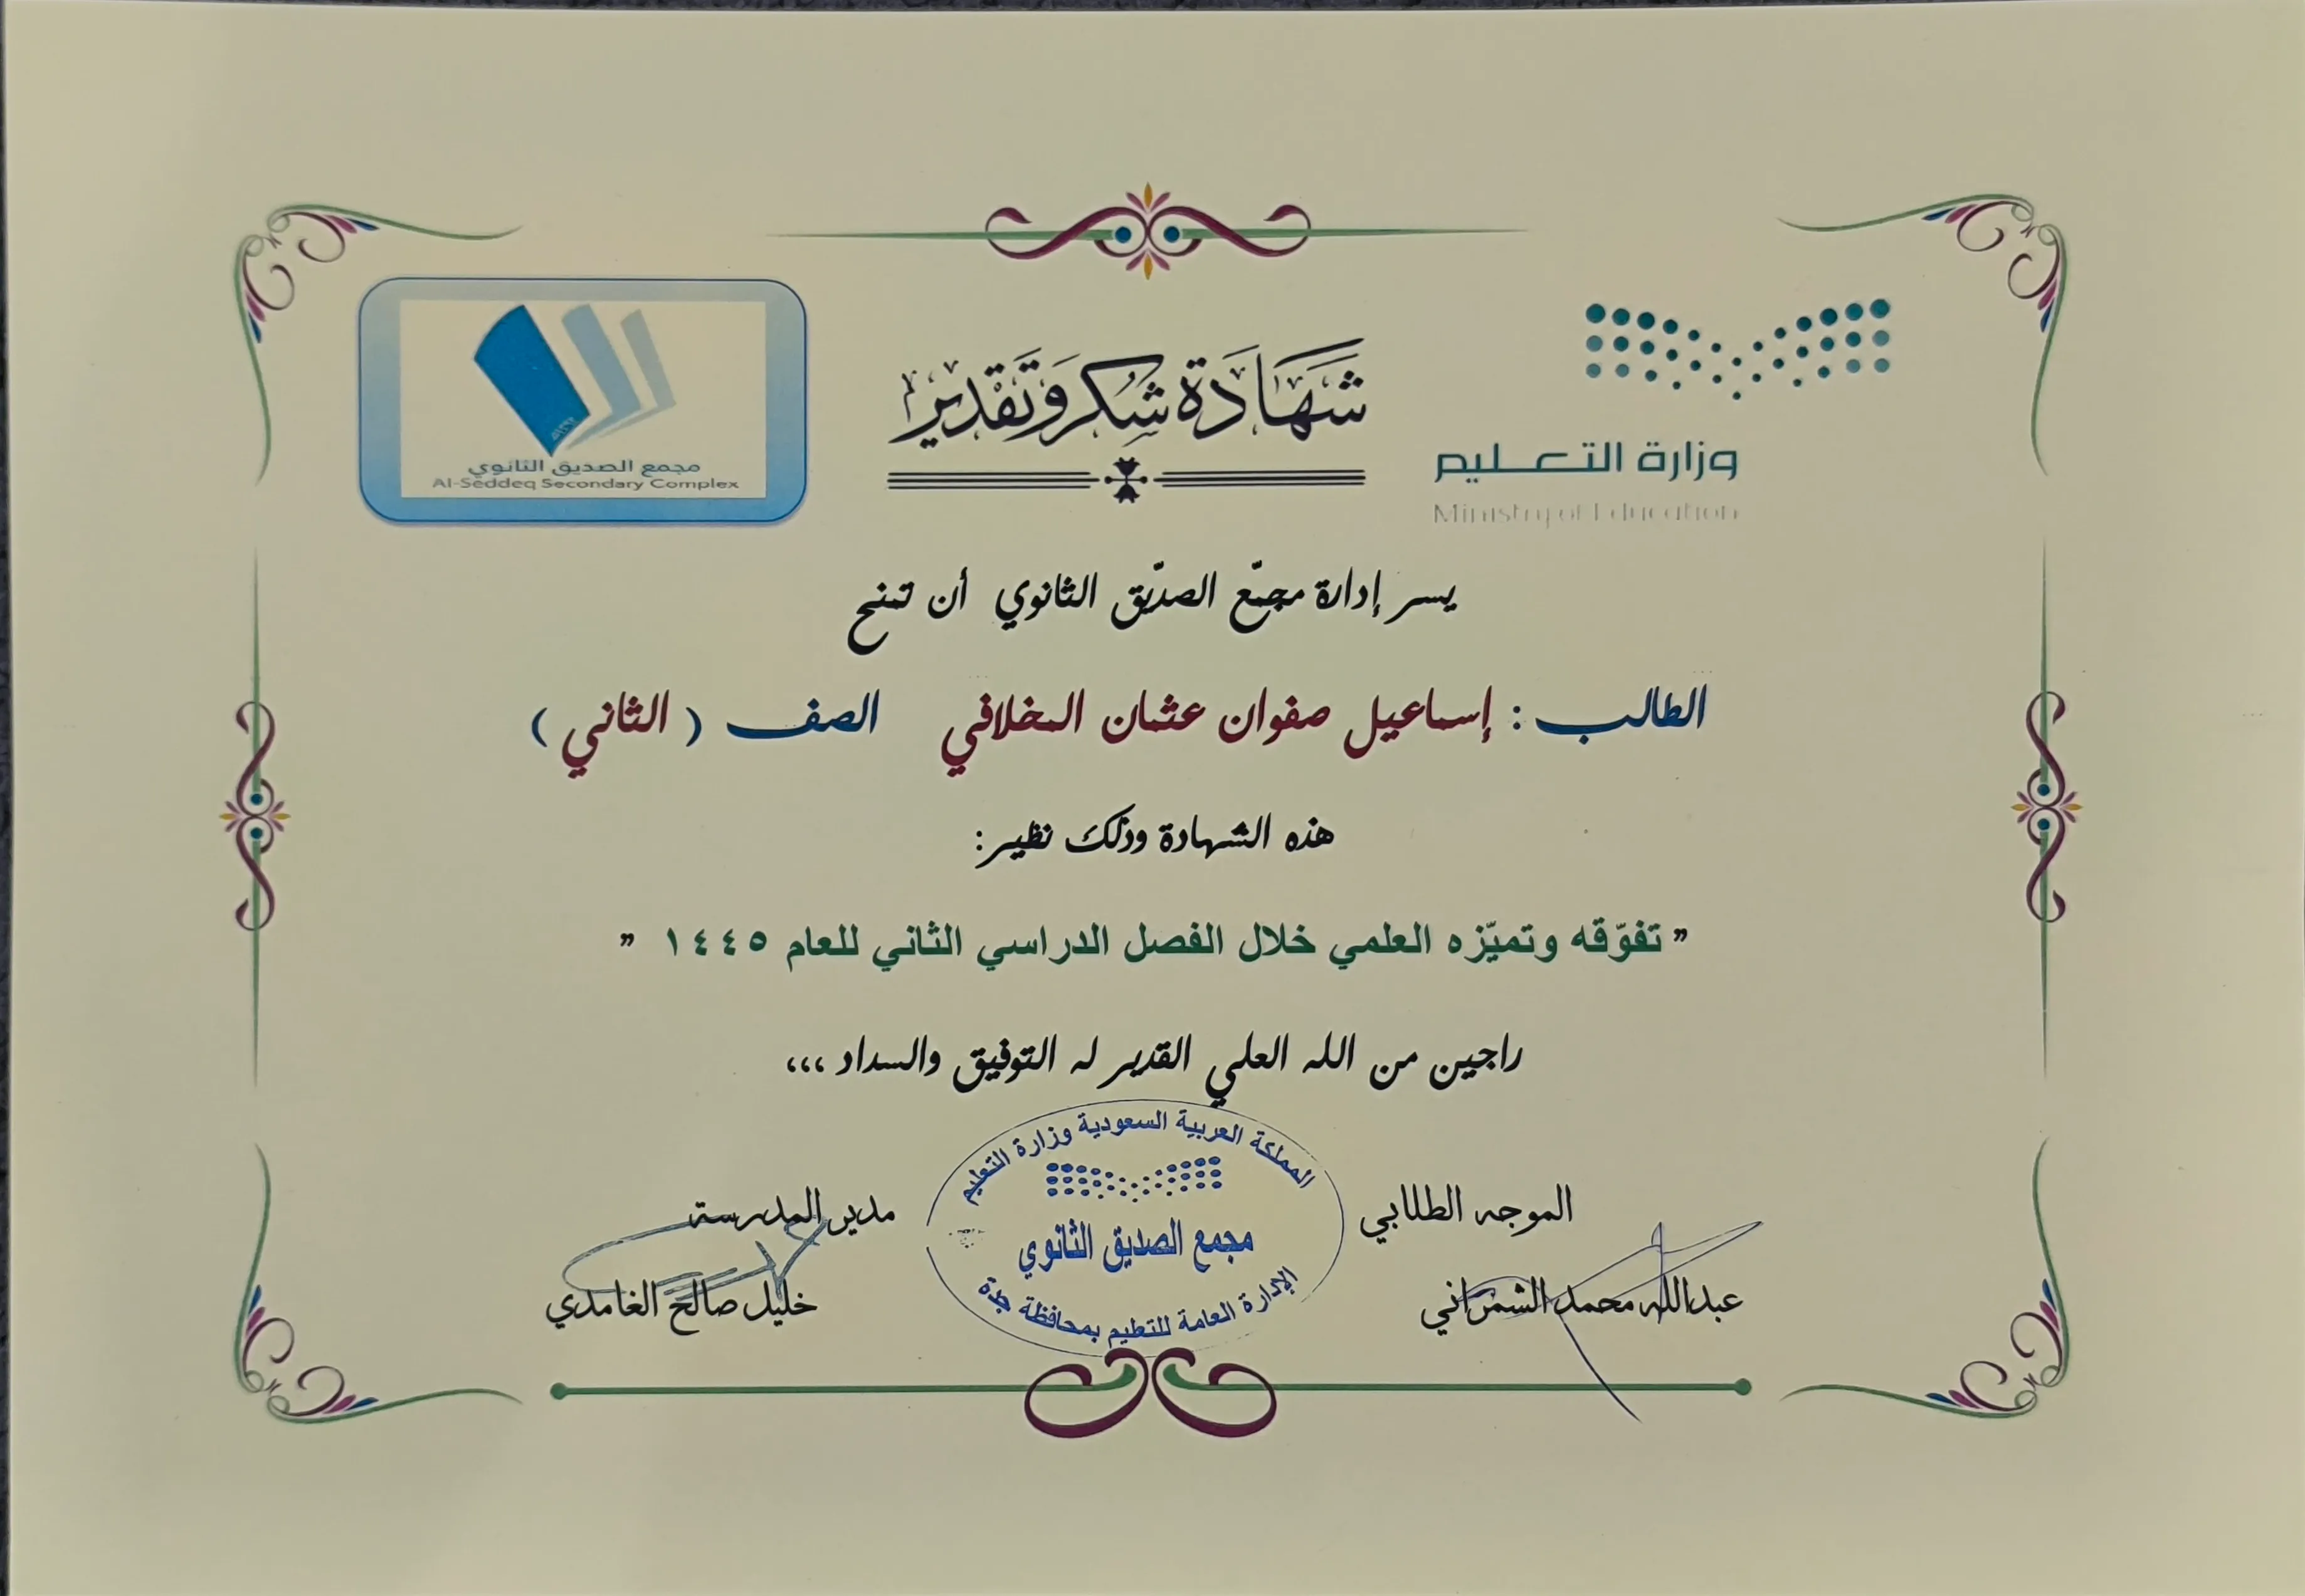 شهادة شكر وتقدير
وزارة التعليم
Ministry of Education
مجمع الصديق الثانوي
Al-Seddeq Secondary Complex
يسر إدارة مجمّع الصدّيق الثانوي أن تمنح
الطالب : إسماعيل صفوان عثمان المخلافي الصف ( الثاني )
هذه الشهادة وذلك نظير:
" تفوّقه وتميّزه العلمي خلال الفصل الدراسي الثاني للعام ١٤٤٥ "
راجين من الله العلي القدير له التوفيق والسداد ،،،
الموجه الطلابي
عبدالله محمد الشمراني
المملكة العربية السعودية وزارة التعليم
مجمع الصديق الثانوي
الإدارة العامة للتعليم بمحافظة جدة
مدير المدرسة
خليل صالح الغامدي